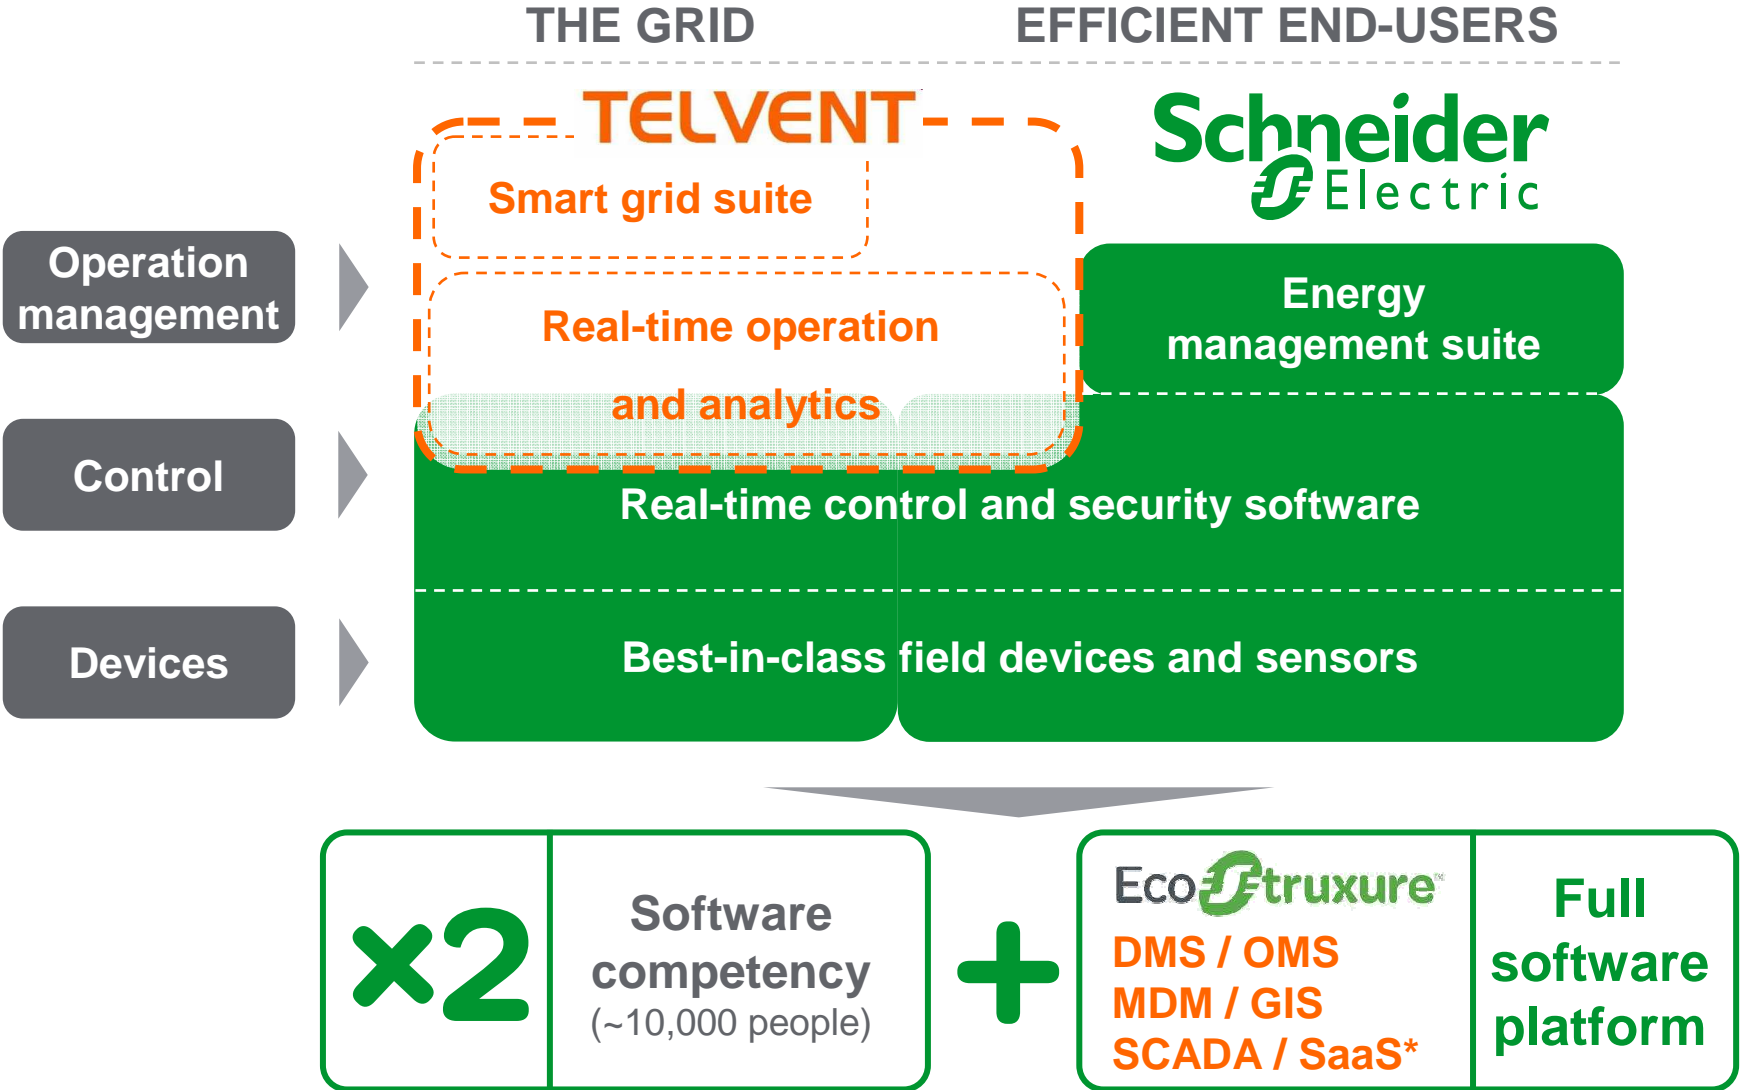 THE GRID
EFFICIENT END-USERS
TELVENT
Schneider
Electric
Smart grid suite
Operation
management
Energy
management suite
Real-time operation
and analytics
Control
Real-time control and security software
Devices
Best-in-class field devices and sensors
×2
Software
competency
(~10,000 people)
+
EcoStruxure™
DMS / OMS
MDM / GIS
SCADA / SaaS*
Full
software
platform